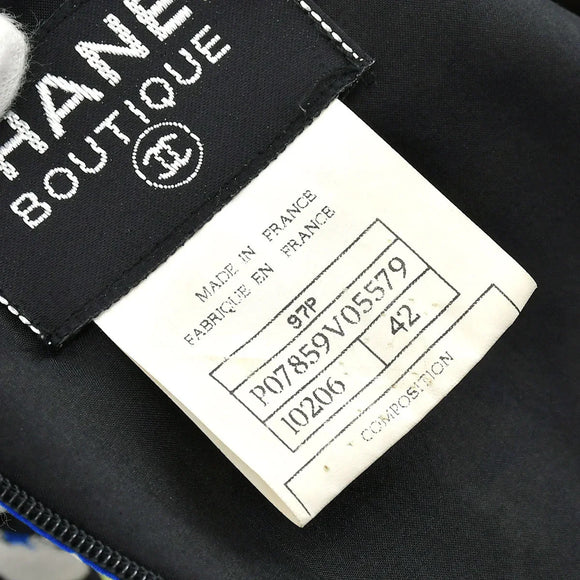 HANE
BOUTIQUE
MADE IN FRANCE
FABRIQUE EN FRANCE
97P
P07859V05579
10206 42
COMPOSITION